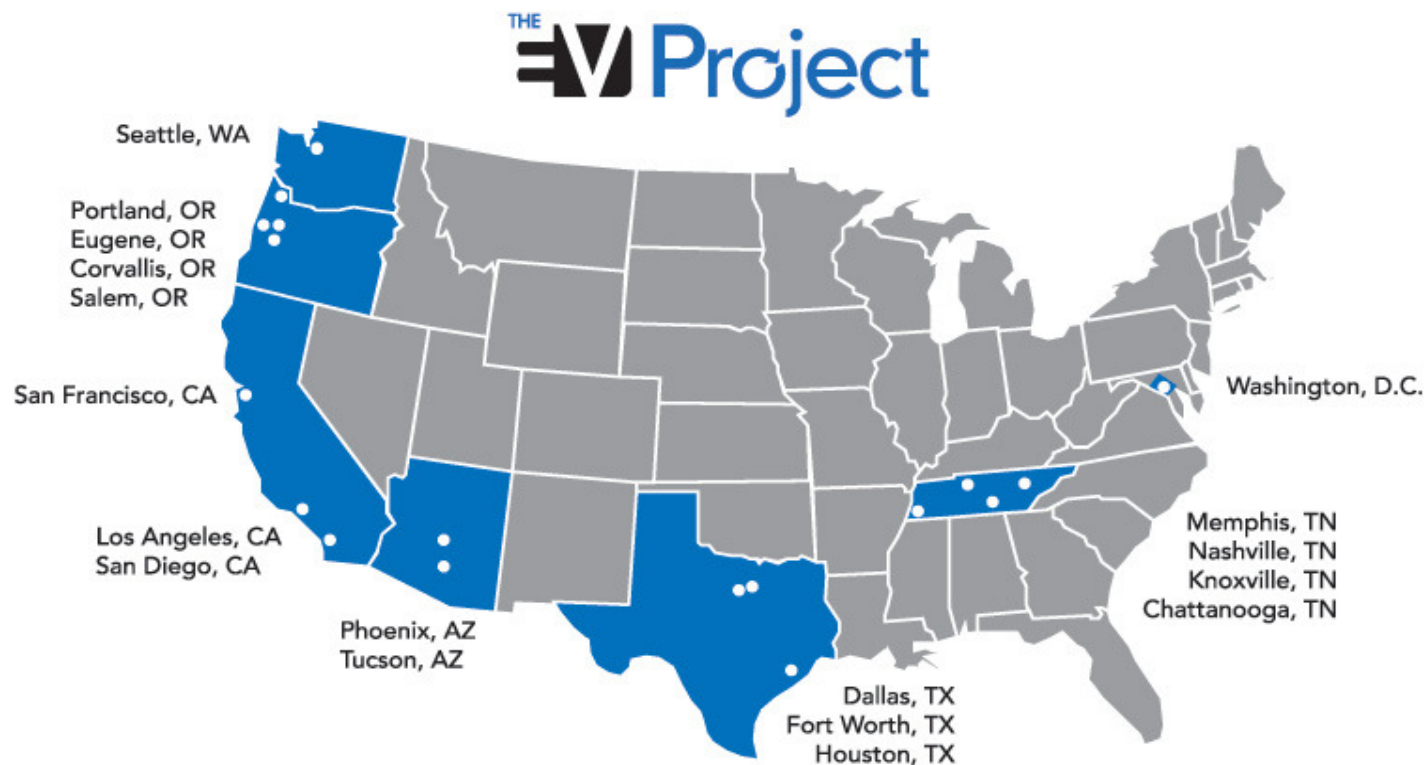 THE
EV Project
Seattle, WA
Portland, OR
Eugene, OR
Corvallis, OR
Salem, OR
San Francisco, CA
Washington, D.C.
Los Angeles, CA
San Diego, CA
Memphis, TN
Nashville, TN
Knoxville, TN
Chattanooga, TN
Phoenix, AZ
Tucson, AZ
Dallas, TX
Fort Worth, TX
Houston, TX